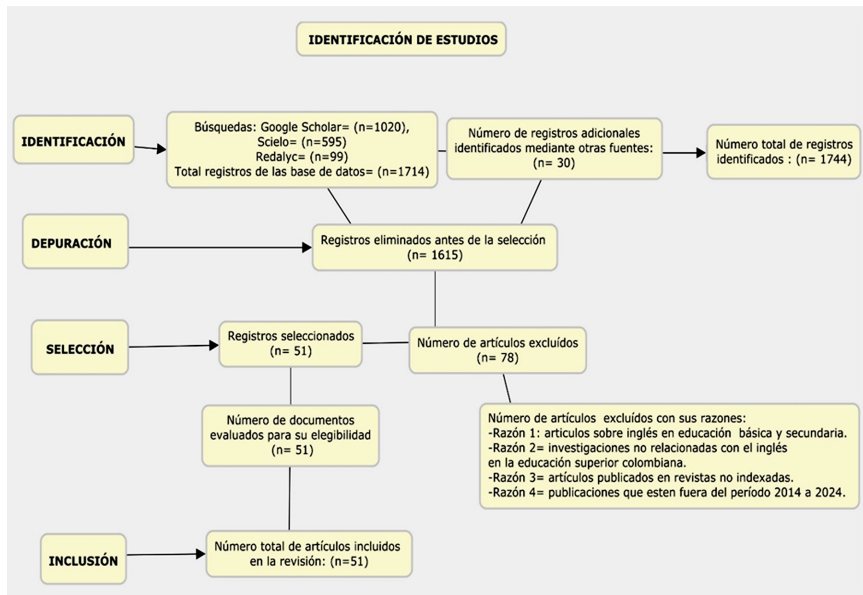 IDENTIFICACIÓN DE ESTUDIOS
IDENTIFICACIÓN
Búsquedas: Google Scholar= (n=1020),
Scielo= (n=595)
Redalyc= (n=99)
Total registros de las base de datos= (n=1714)
Número de registros adicionales
identificados mediante otras fuentes:
(n= 30)
Número total de registros
identificados : (n= 1744)
DEPURACIÓN
Registros eliminados antes de la selección
(n= 1615)
SELECCIÓN
Registros seleccionados
(n= 51)
Número de artículos excluídos
(n= 78)
Número de documentos
evaluados para su elegibilidad
(n= 51)
Número de artículos excluídos con sus razones:
-Razón 1: articulos sobre inglés en educación básica y secundaria.
-Razón 2= investigaciones no relacionadas con el inglés
en la educación superior colombiana.
-Razón 3= artículos publicados en revistas no indexadas.
-Razón 4= publicaciones que esten fuera del período 2014 a 2024.
INCLUSIÓN
Número total de artículos incluidos
en la revisión: (n=51)